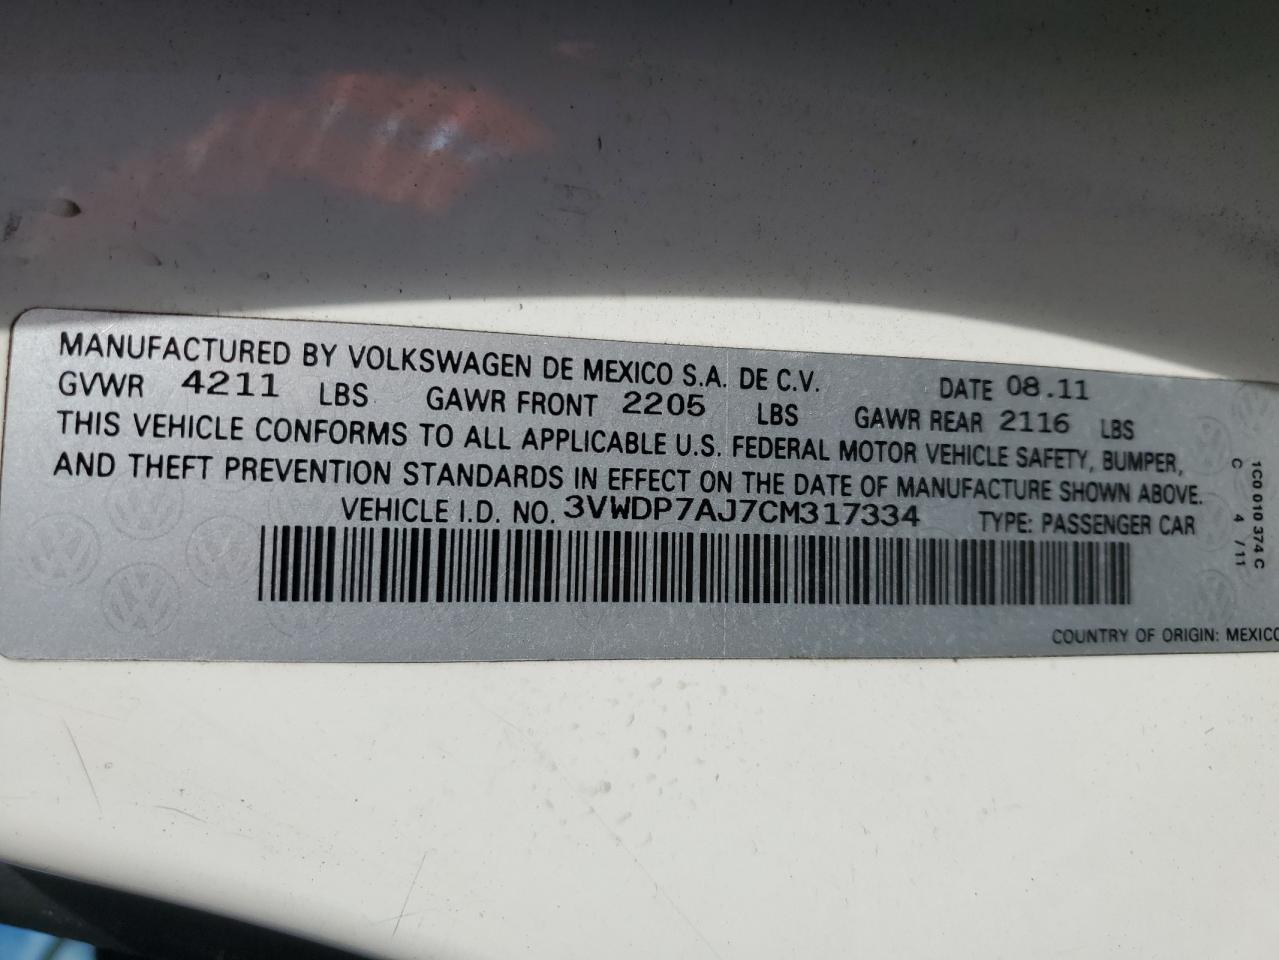 MANUFACTURED BY VOLKSWAGEN DE MEXICO S.A. DE C.V. DATE 08.11
GVWR 4211 LBS GAWR FRONT 2205 LBS GAWR REAR 2116 LBS
THIS VEHICLE CONFORMS TO ALL APPLICABLE U.S. FEDERAL MOTOR VEHICLE SAFETY, BUMPER,
AND THEFT PREVENTION STANDARDS IN EFFECT ON THE DATE OF MANUFACTURE SHOWN ABOVE.
VEHICLE I.D. NO. 3VWDP7AJ7CM317334 TYPE: PASSENGER CAR
COUNTRY OF ORIGIN: MEXICO
1C0 010 374 C
C 4 /11